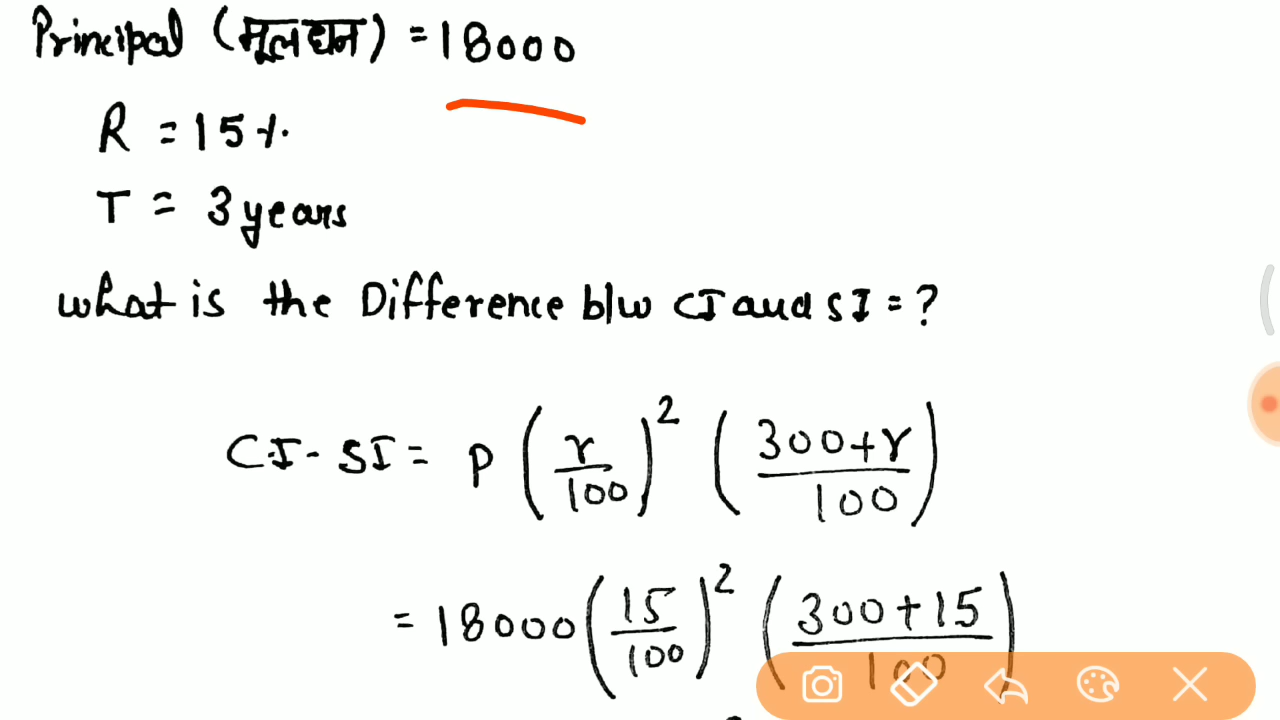 Principal (मूलधन) = 18000
R = 15%
T = 3 years
What is the Difference b/w CI and SI = ?
C.I - SI = P (r/100)² (300+r/100)
= 18000 (15/100)² (300+15/100)